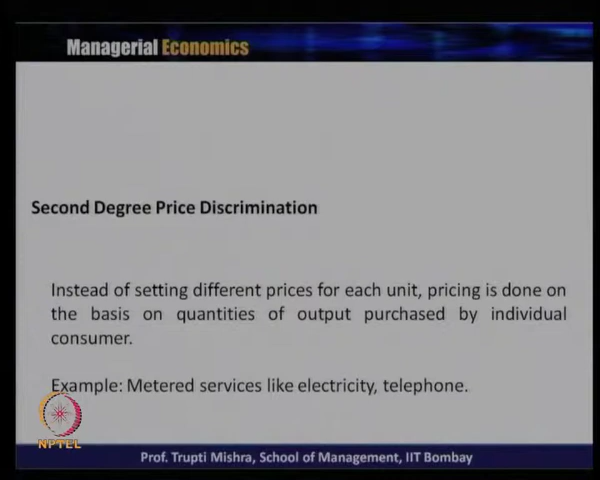 Managerial Economics
Second Degree Price Discrimination
Instead of setting different prices for each unit, pricing is done on
the basis on quantities of output purchased by individual
consumer.
Example: Metered services like electricity, telephone.
NPTEL
Prof. Trupti Mishra, School of Management, IIT Bombay